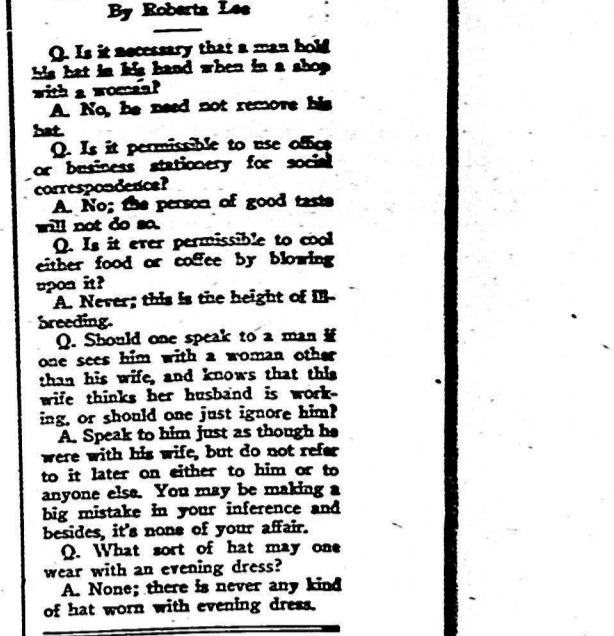 By Roberta Lee
Q. Is it necessary that a man hold
his hat in his hand when in a shop
with a woman?
A. No, he need not remove his
hat.
Q. Is it permissible to use office
or business stationery for social
correspondence?
A. No; the person of good taste
will not do so.
Q. Is it ever permissible to cool
either food or coffee by blowing
upon it?
A. Never; this is the height of ill-
breeding.
Q. Should one speak to a man if
one sees him with a woman other
than his wife, and knows that this
wife thinks her husband is work-
ing, or should one just ignore him?
A. Speak to him just as though he
were with his wife, but do not refer
to it later on either to him or to
anyone else. You may be making a
big mistake in your inference and
besides, it's none of your affair.
Q. What sort of hat may one
wear with an evening dress?
A. None; there is never any kind
of hat worn with evening dress.